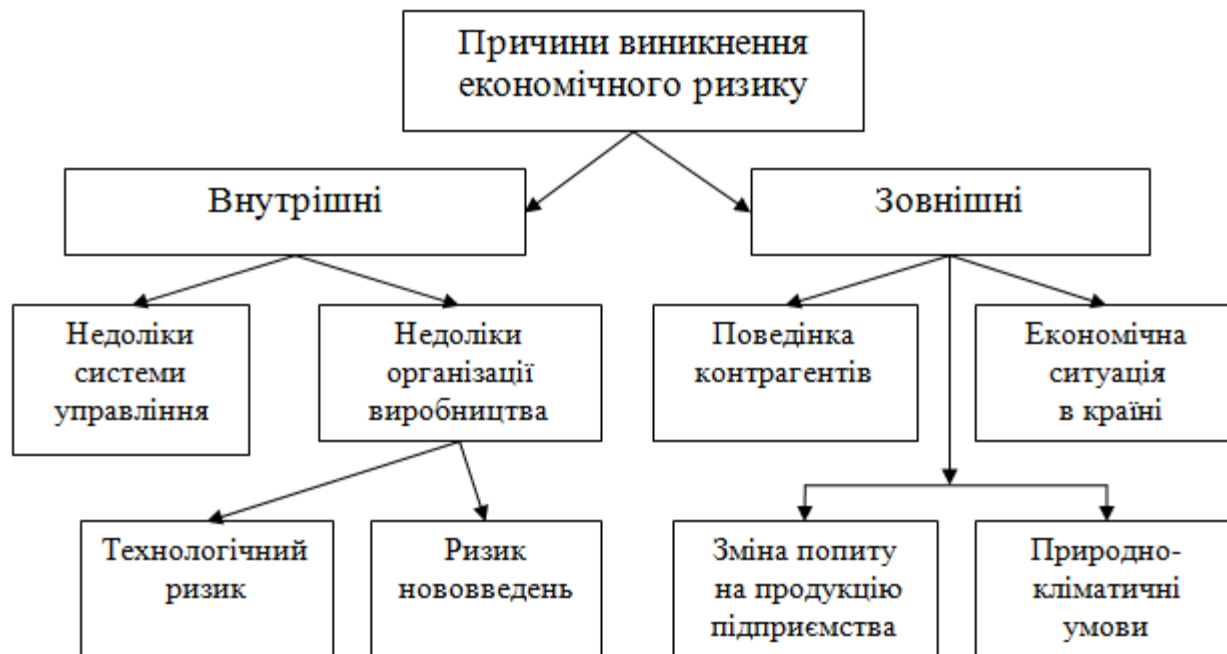 Причини виникнення
економічного ризику
Внутрішні
Зовнішні
Недоліки
системи
управління
Недоліки
організації
виробництва
Поведінка
контрагентів
Економічна
ситуація
в країні
Технологічний
ризик
Ризик
нововведень
Зміна попиту
на продукцію
підприємства
Природно-
кліматичні
умови